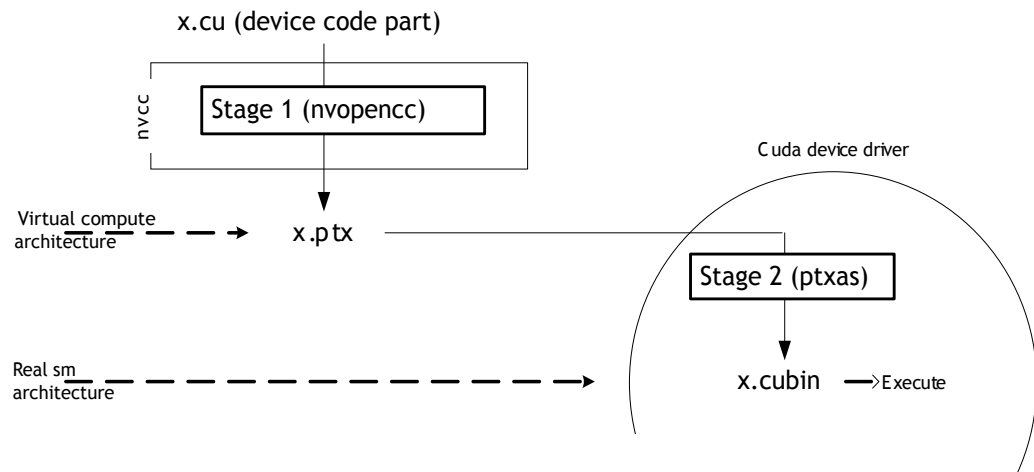 x.cu (device code part)
nvcc
Stage 1 (nvopencc)
Cuda device driver
Virtual compute
architecture
x.ptx
Stage 2 (ptxas)
Real sm
architecture
x.cubin
Execute